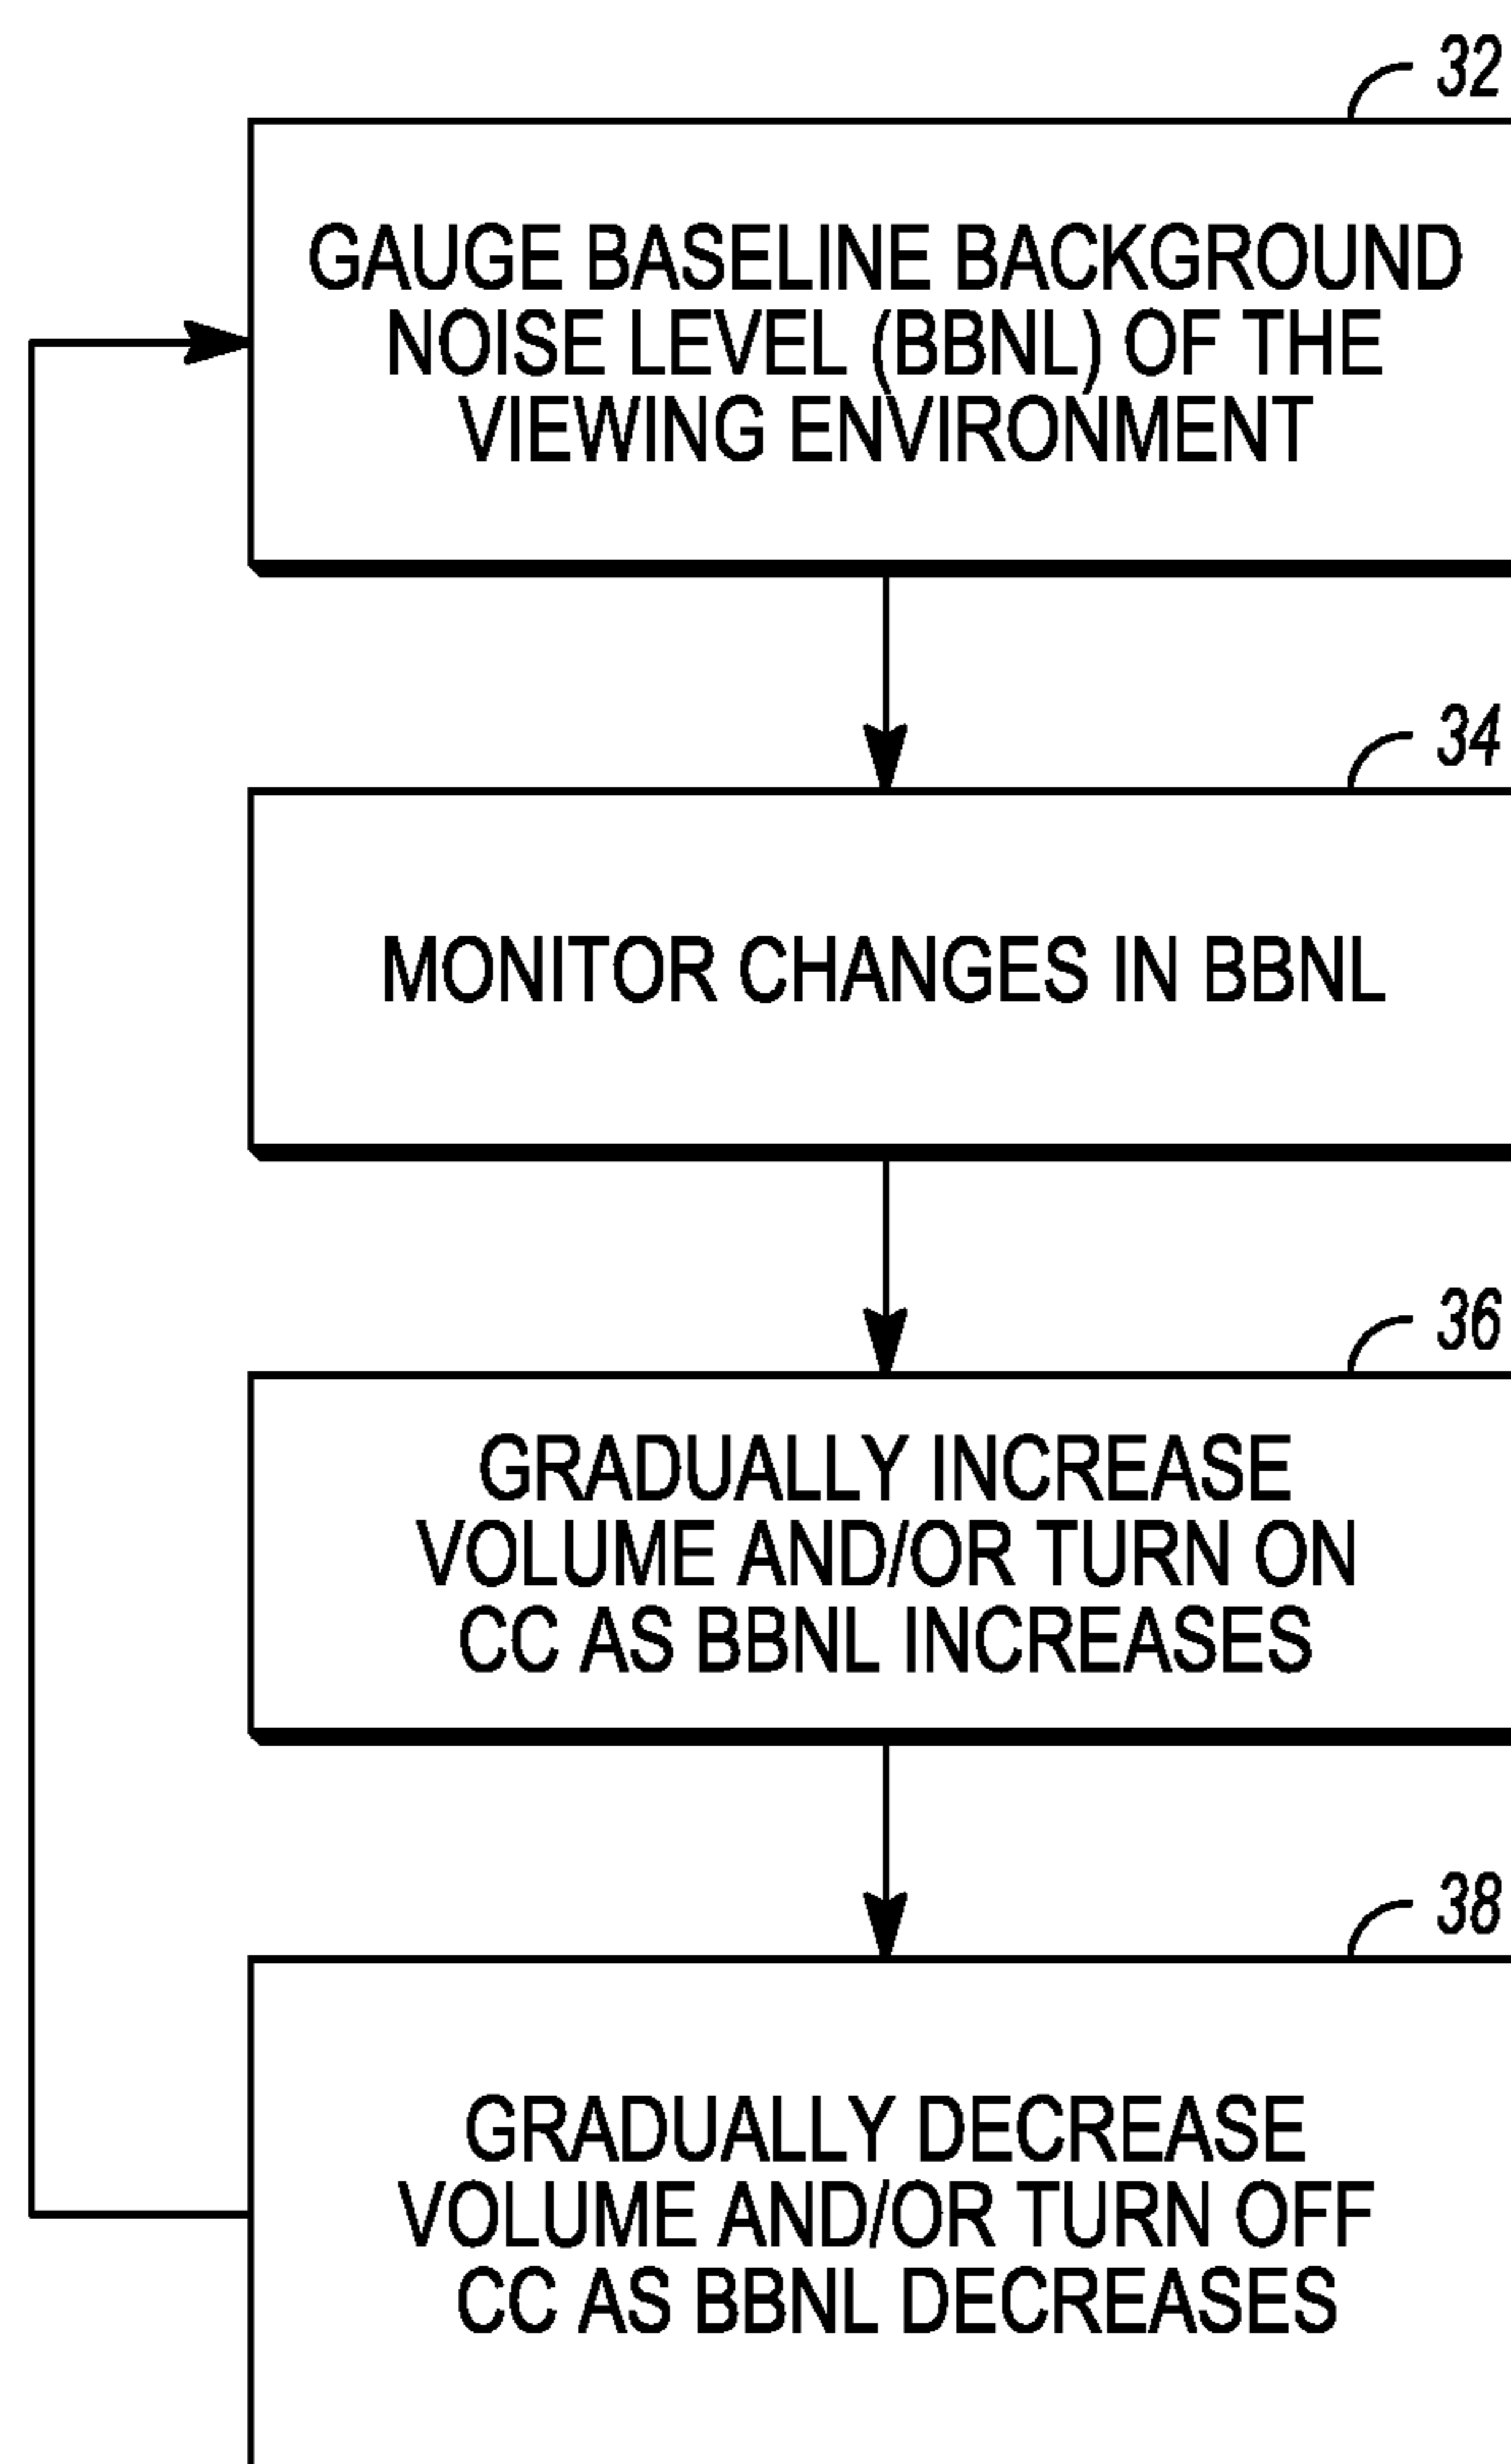 32
GAUGE BASELINE BACKGROUND
NOISE LEVEL (BBNL) OF THE
VIEWING ENVIRONMENT
34
MONITOR CHANGES IN BBNL
36
GRADUALLY INCREASE
VOLUME AND/OR TURN ON
CC AS BBNL INCREASES
38
GRADUALLY DECREASE
VOLUME AND/OR TURN OFF
CC AS BBNL DECREASES